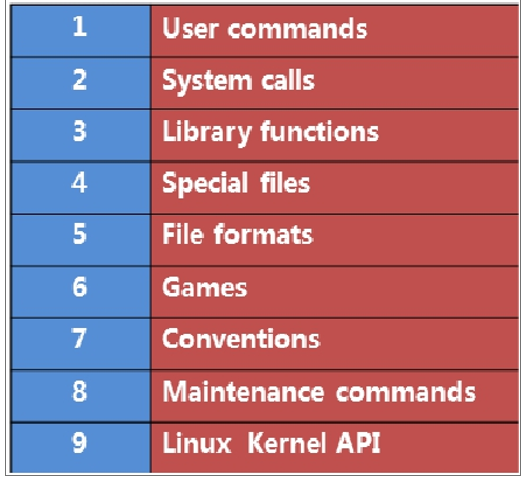 1 User commands
2 System calls
3 Library functions
4 Special files
5 File formats
6 Games
7 Conventions
8 Maintenance commands
9 Linux Kernel API